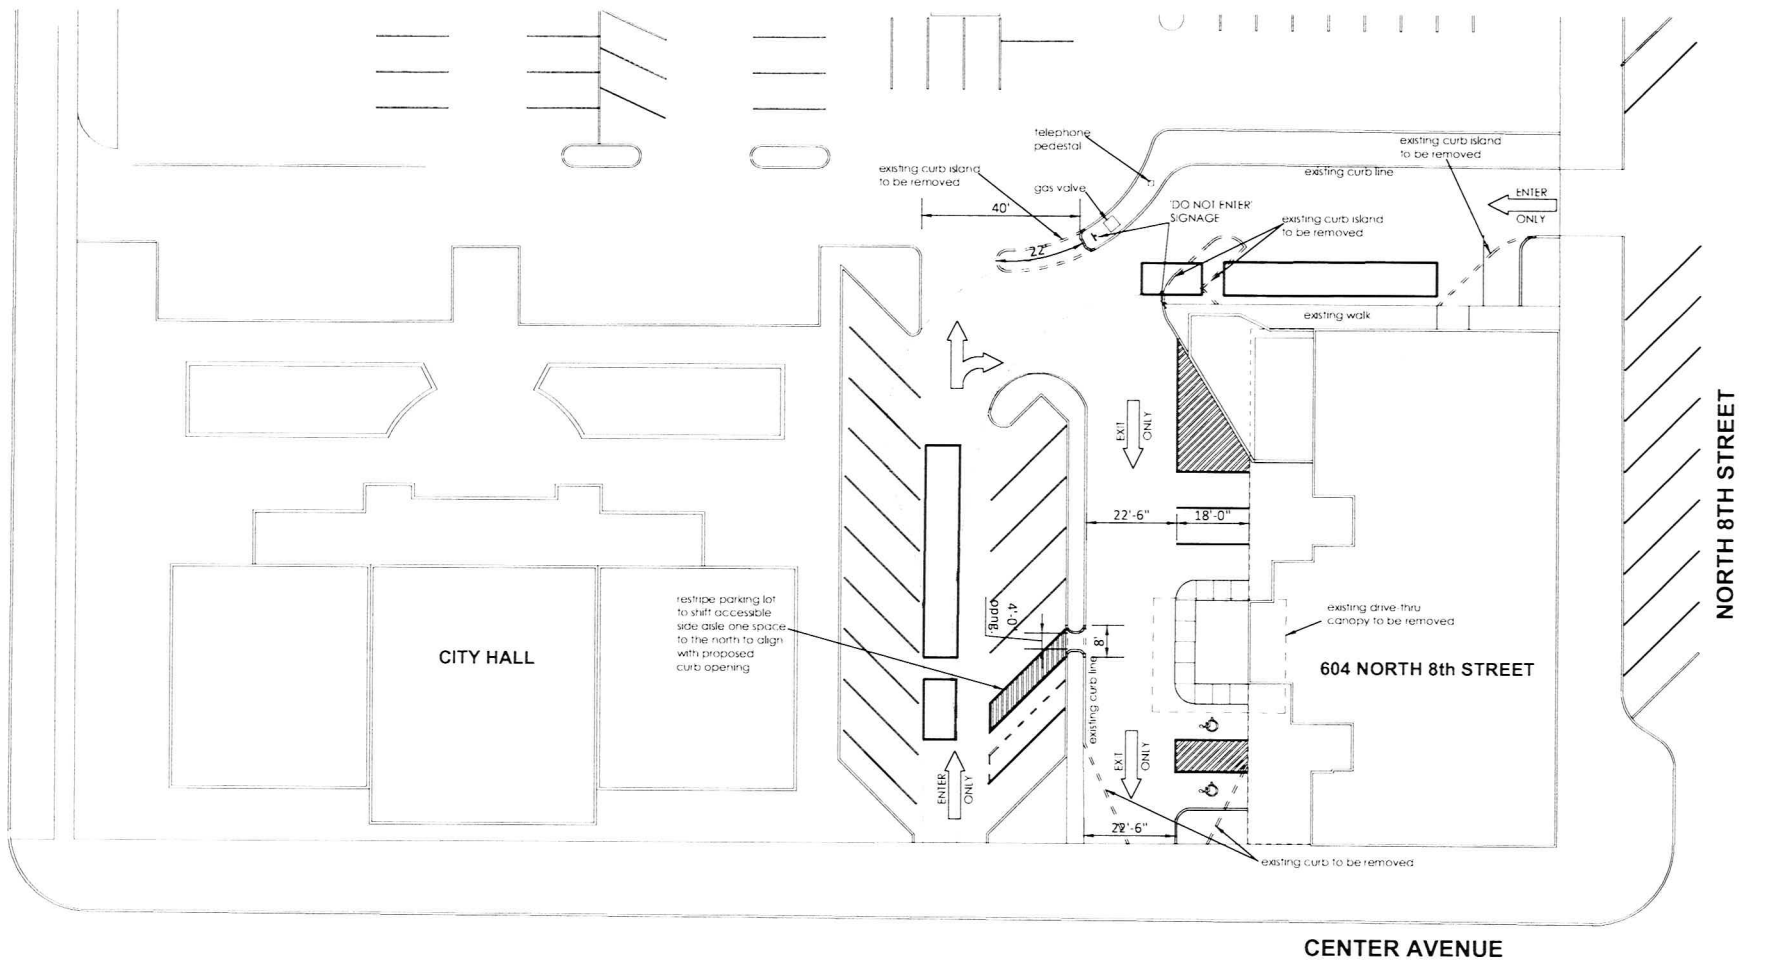 telephone
pedestal
existing curb island
to be removed
existing curb island
to be removed
existing curb line
gas valve
ENTER
ONLY
40'
'DO NOT ENTER'
SIGNAGE
existing curb island
to be removed
22'
existing walk
EXIT
ONLY
NORTH 8TH STREET
22'-6"
18'-0"
restripe parking lot
to shift accessible
side aisle one space
to the north to align
with proposed
curb opening
4'-0"
opng.
8'
existing drive-thru
canopy to be removed
CITY HALL
604 NORTH 8th STREET
existing curb line
ENTER
ONLY
EXIT
ONLY
22'-6"
existing curb to be removed
CENTER AVENUE